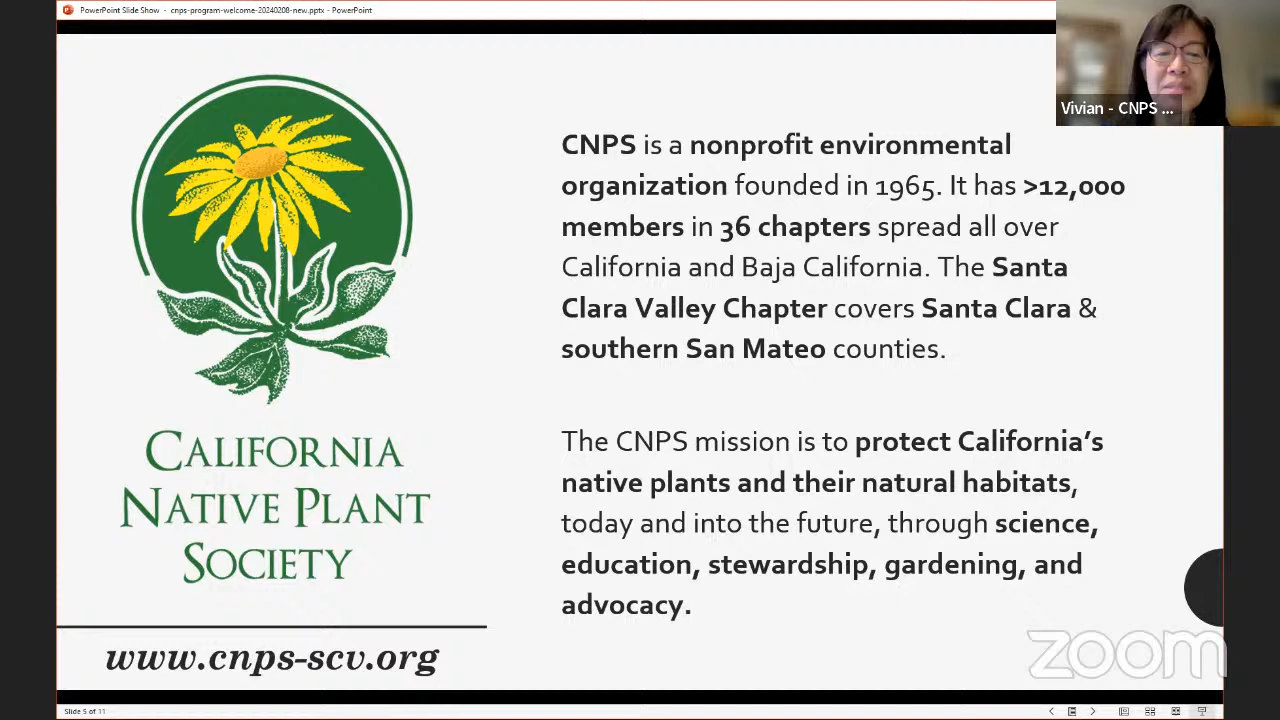 PowerPoint Slide Show - cnps-program-welcome-20240208-new.pptx - PowerPoint
Vivian - CNPS ...
CNPS is a nonprofit environmental
organization founded in 1965. It has >12,000
members in 36 chapters spread all over
California and Baja California. The Santa
Clara Valley Chapter covers Santa Clara &
southern San Mateo counties.
The CNPS mission is to protect California’s
native plants and their natural habitats,
today and into the future, through science,
education, stewardship, gardening, and
advocacy.
CALIFORNIA
NATIVE PLANT
SOCIETY
www.cnps-scv.org
zoom
Slide 5 of 11